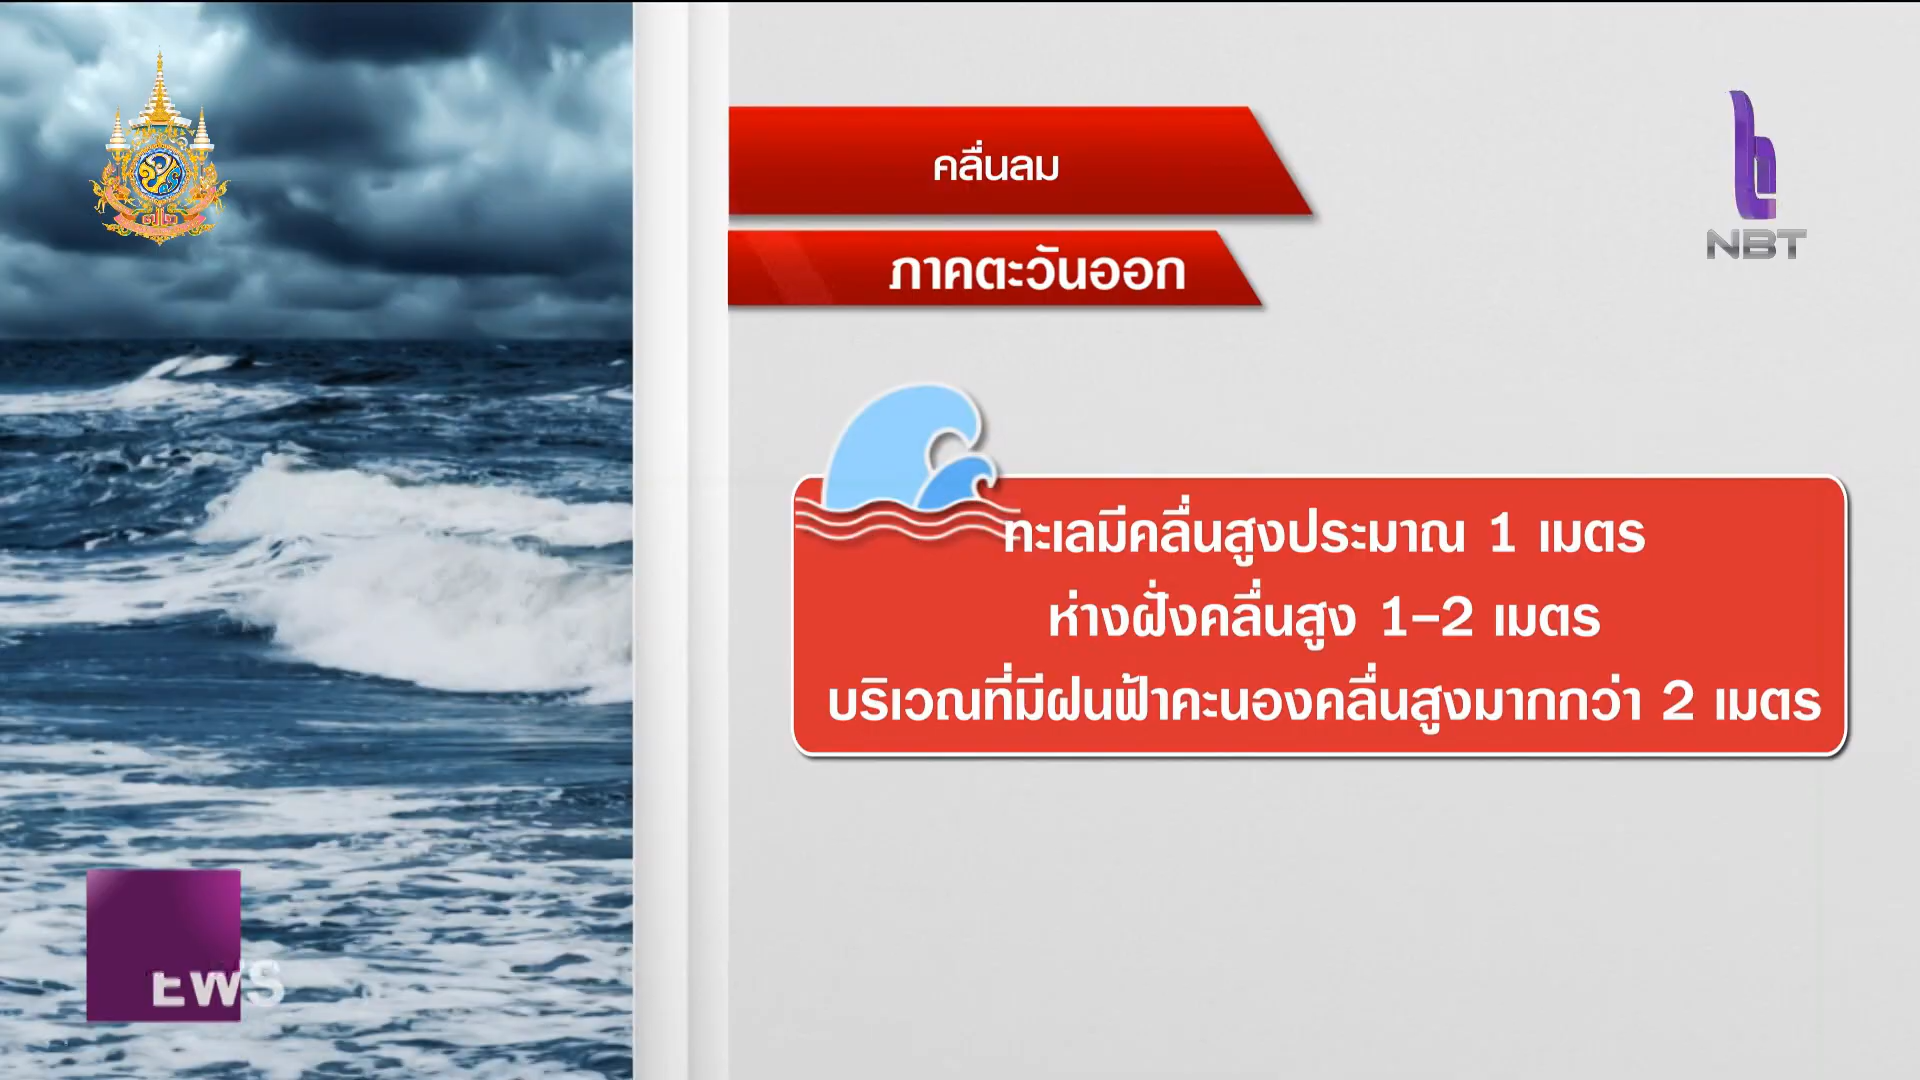 คลื่นลม
ภาคตะวันออก
NBT
ทะเลมีคลื่นสูงประมาณ 1 เมตร
ห่างฝั่งคลื่นสูง 1-2 เมตร
บริเวณที่มีฝนฟ้าคะนองคลื่นสูงมากกว่า 2 เมตร
EWS